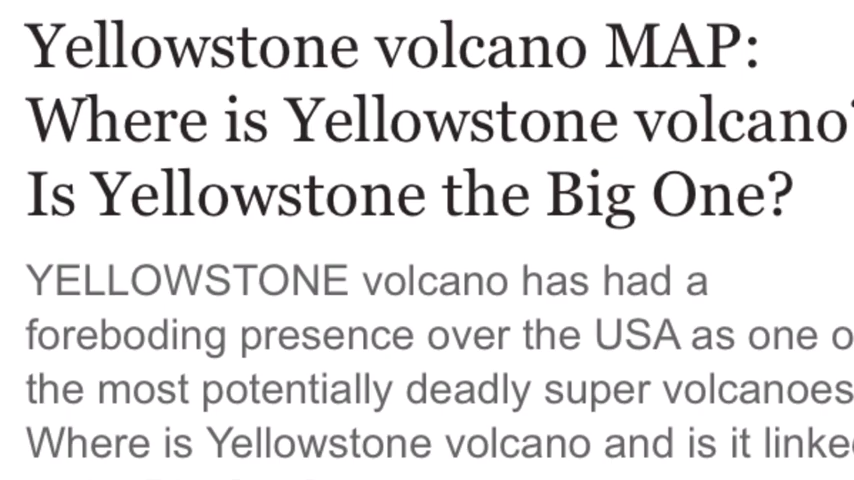 Yellowstone volcano MAP:
Where is Yellowstone volcano?
Is Yellowstone the Big One?
YELLOWSTONE volcano has had a
foreboding presence over the USA as one
the most potentially deadly super volcanoes
Where is Yellowstone volcano and is it